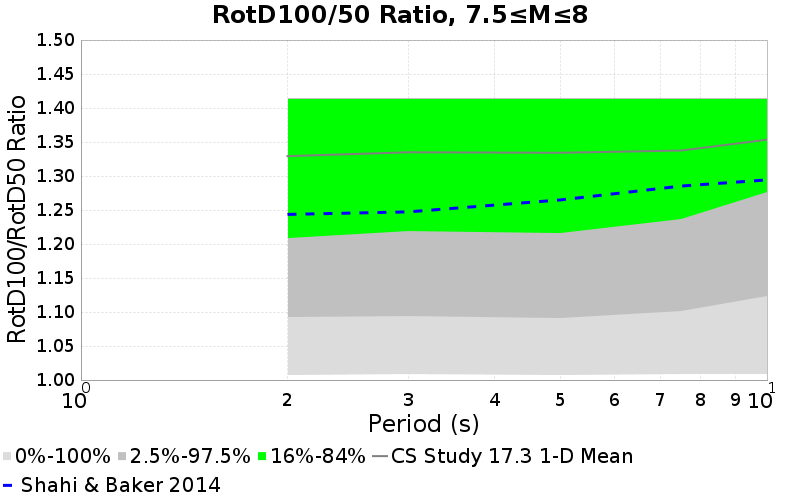 RotD100/50 Ratio, 7.5≤M≤8
RotD100/RotD50 Ratio
1.50
1.45
1.40
1.35
1.30
1.25
1.20
1.15
1.10
1.05
1.00
10^0 2 3 4 5 6 7 8 9 10^1
Period (s)
0%-100% 2.5%-97.5% 16%-84% CS Study 17.3 1-D Mean
Shahi & Baker 2014